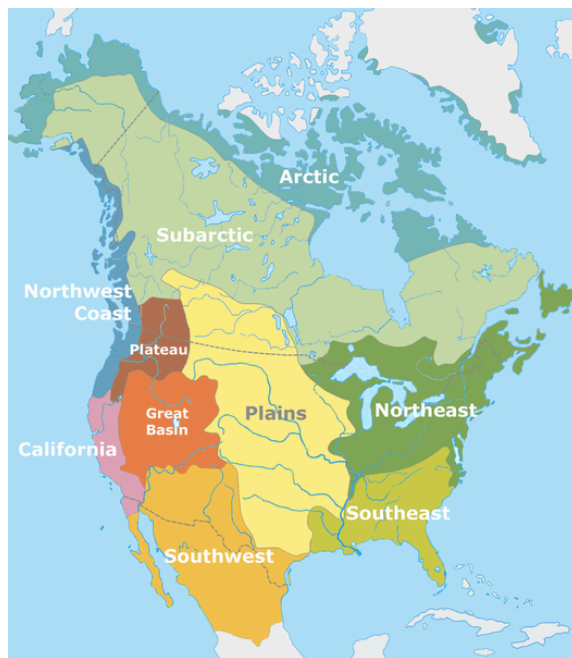 Arctic
Subarctic
Northwest
Coast
Plateau
Great
Basin
Plains
Northeast
California
Southeast
Southwest